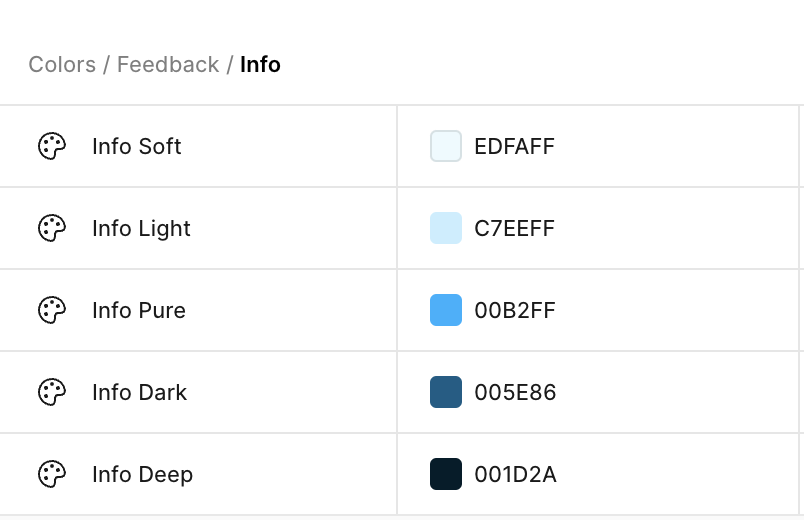 Colors / Feedback / Info
Info Soft EDFAFF
Info Light C7EEFF
Info Pure 00B2FF
Info Dark 005E86
Info Deep 001D2A